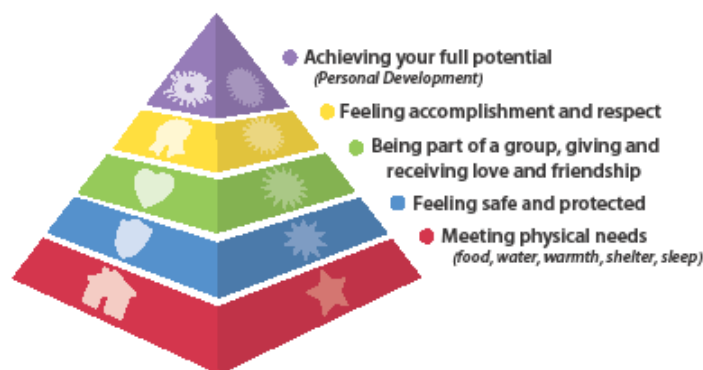 Achieving your full potential
(Personal Development)
Feeling accomplishment and respect
Being part of a group, giving and
receiving love and friendship
Feeling safe and protected
Meeting physical needs
(food, water, warmth, shelter, sleep)